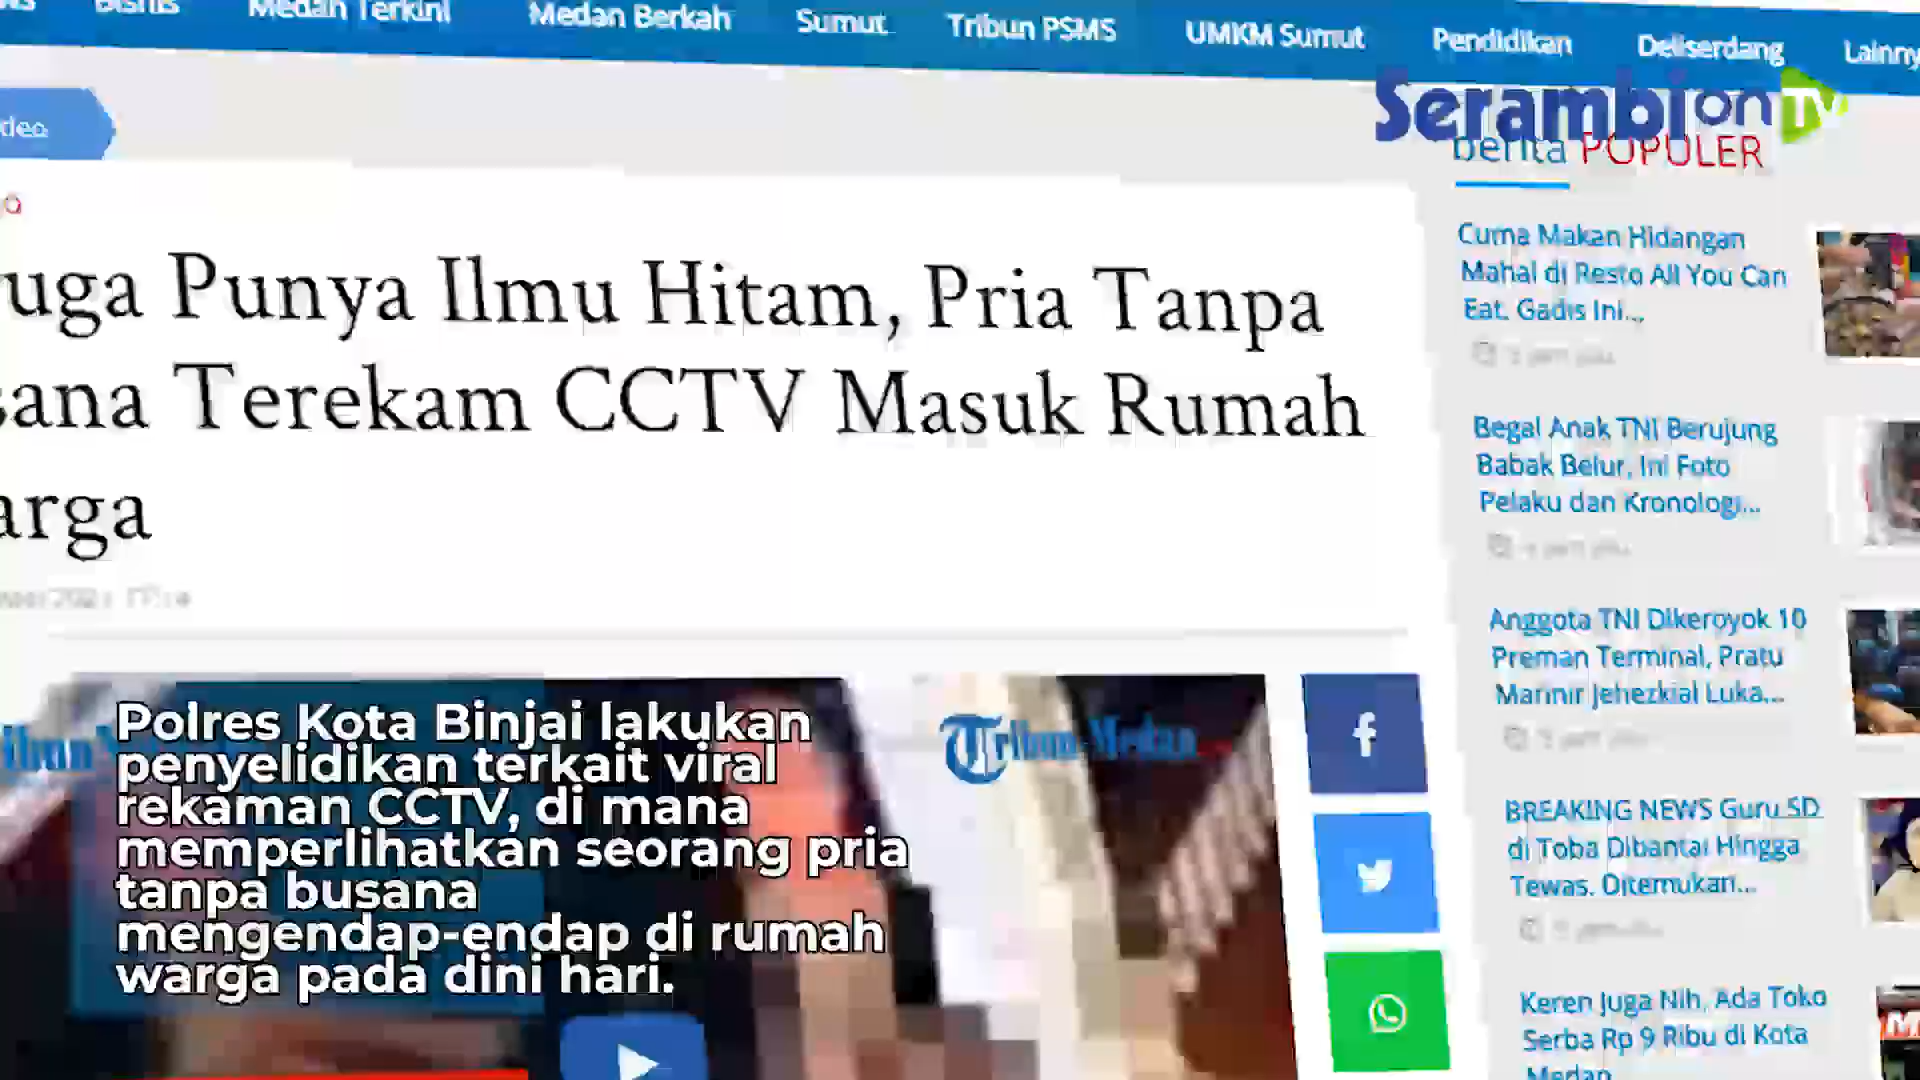 Bisnis Medan Terkini Medan Berkah Sumut Tribun PSMS UMKM Sumut Pendidikan Deliserdang Lainny
Serambi on TV
deo
berita POPULER
uga Punya Ilmu Hitam, Pria Tanpa
sana Terekam CCTV Masuk Rumah
arga
Cuma Makan Hidangan
Mahal di Resto All You Can
Eat. Gadis Ini...
Begal Anak TNI Berujung
Babak Belur, Ini Foto
Pelaku dan Kronologi...
Anggota TNI Dikeroyok 10
Preman Terminal, Pratu
Marinir Jehezkial Luka...
BREAKING NEWS Guru SD
di Toba Dibantai Hingga
Tewas. Ditemukan...
Keren Juga Nih, Ada Toko
Serba Rp 9 Ribu di Kota
Medan
Tribun-Medan
Polres Kota Binjai lakukan
penyelidikan terkait viral
rekaman CCTV, di mana
memperlihatkan seorang pria
tanpa busana
mengendap-endap di rumah
warga pada dini hari.